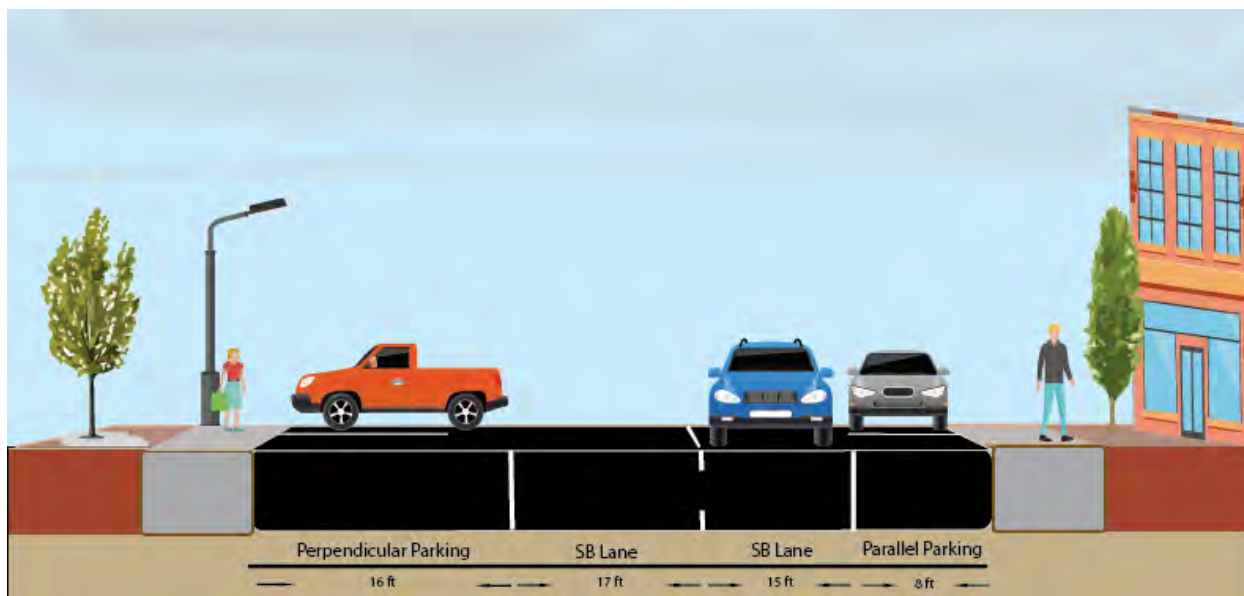 Perpendicular Parking SB Lane SB Lane Parallel Parking
16 ft 17 ft 15 ft 8 ft